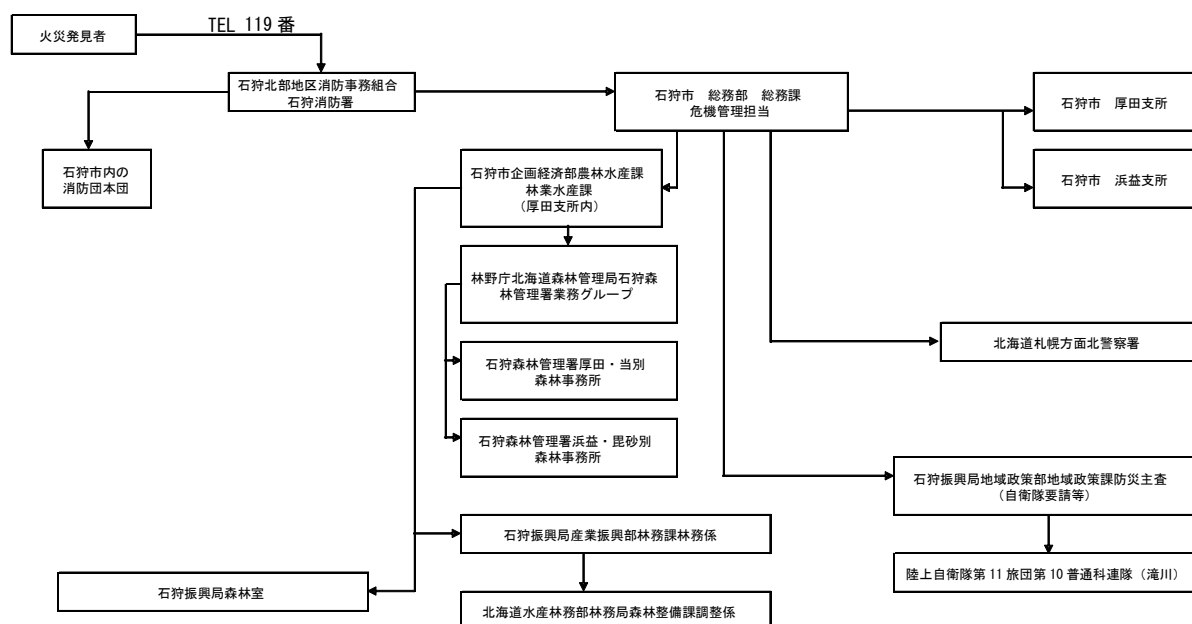 TEL 119 番
火災発見者
石狩北部地区消防事務組合
石狩消防署
石狩市　総務部　総務課
危機管理担当
石狩市　厚田支所
石狩市内の
消防団本団
石狩市企画経済部農林水産課
林業水産課
（厚田支所内）
石狩市　浜益支所
林野庁北海道森林管理局石狩森
林管理署業務グループ
北海道札幌方面北警察署
石狩森林管理署厚田・当別
森林事務所
石狩森林管理署浜益・毘砂別
森林事務所
石狩振興局地域政策部地域政策課防災主査
（自衛隊要請等）
石狩振興局産業振興部林務課林務係
陸上自衛隊第 11 旅団第 10 普通科連隊（滝川）
石狩振興局森林室
北海道水産林務部林務局森林整備課調整係